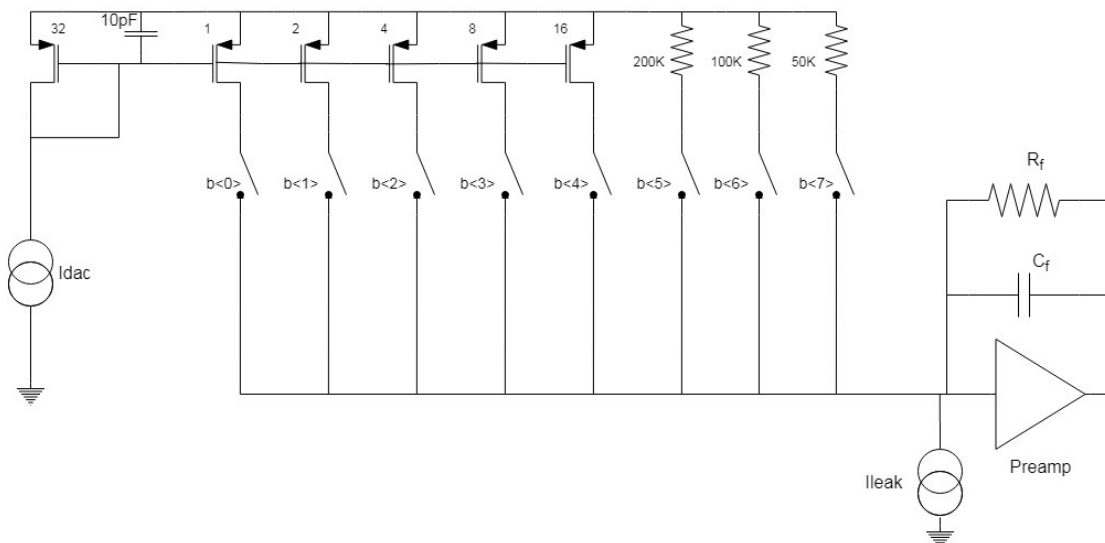 10pF
32
1
2
4
8
16
200K
100K
50K
b<0>
b<1>
b<2>
b<3>
b<4>
b<5>
b<6>
b<7>
Rf
Idac
Cf
Preamp
Ileak